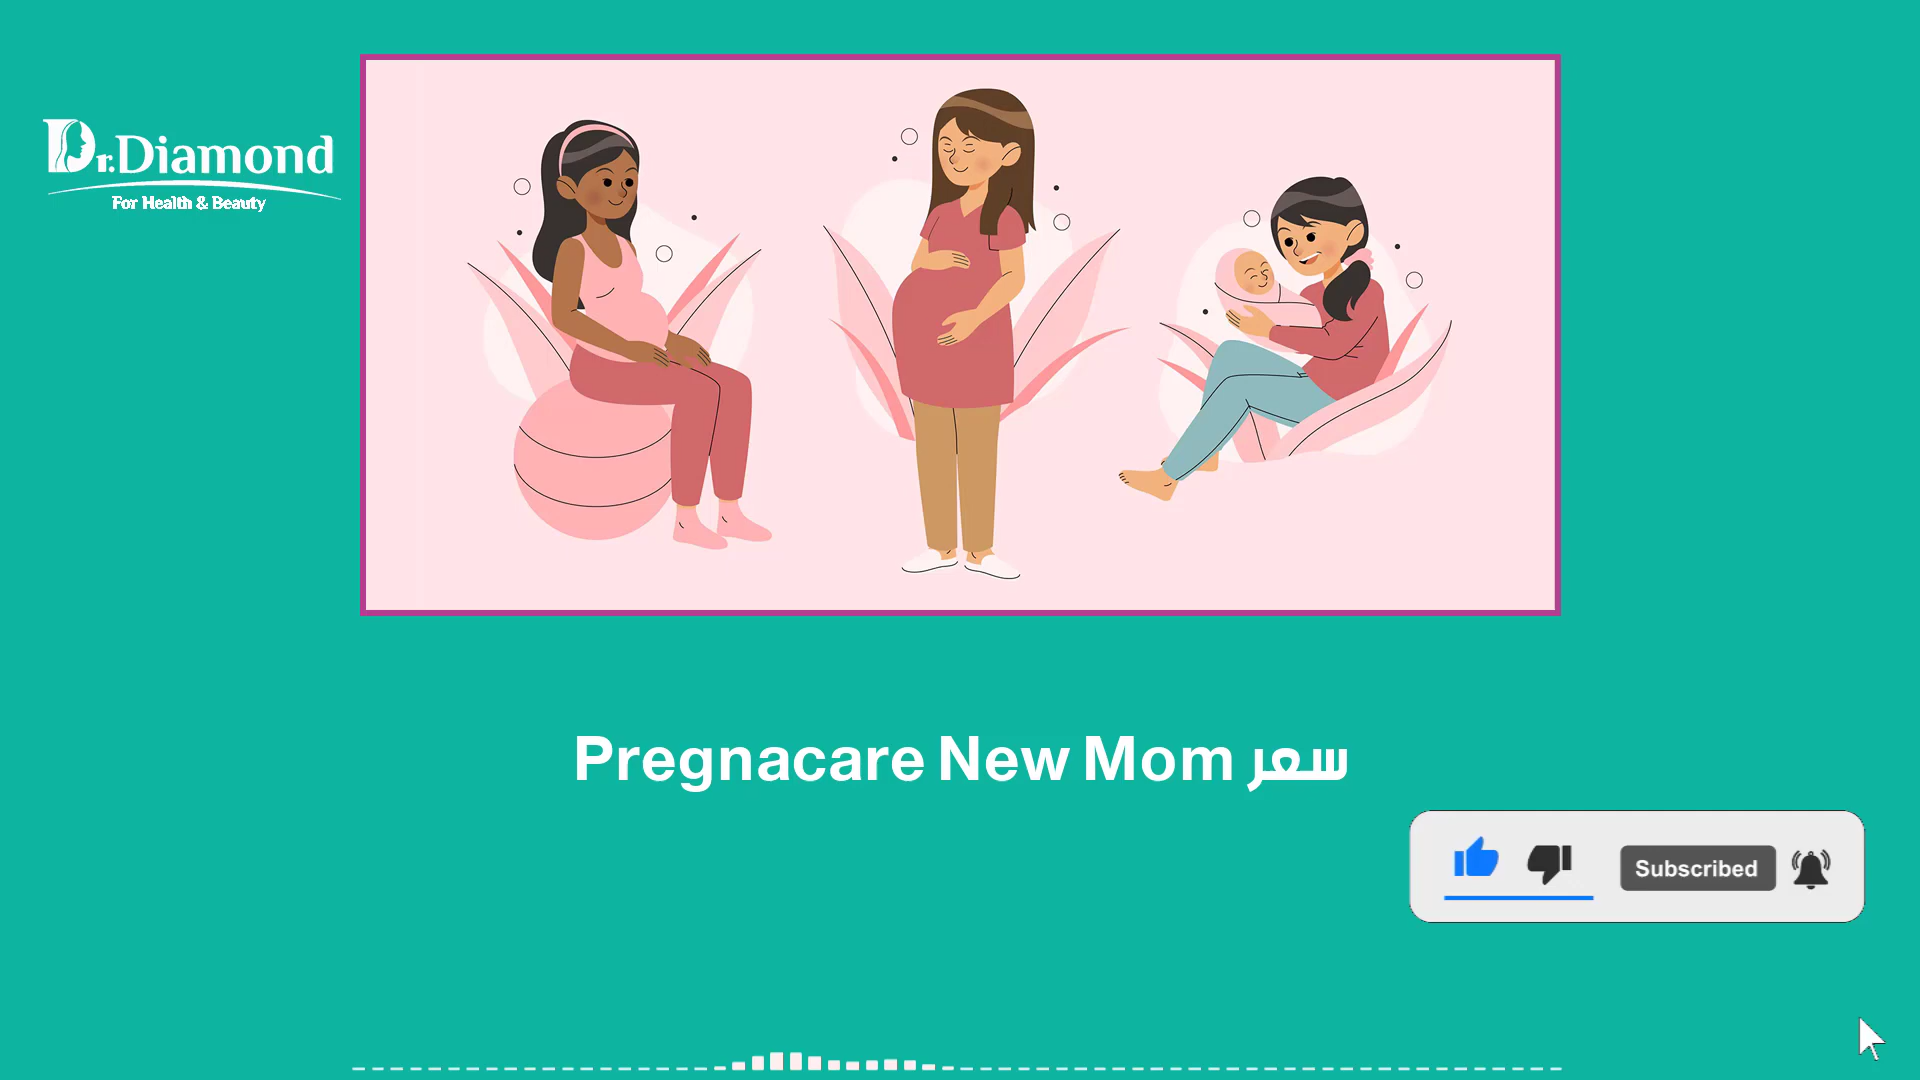 Dr.Diamond
For Health & Beauty
سعر Pregnacare New Mom
Subscribed